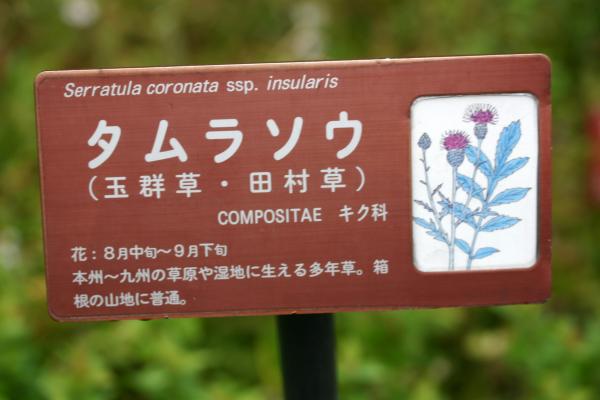 Serratula coronata ssp. insularis
タムラソウ
（玉群草・田村草）
COMPOSITAE キク科
花：8月中旬～9月下旬
本州～九州の草原や湿地に生える多年草。箱
根の山地に普通。